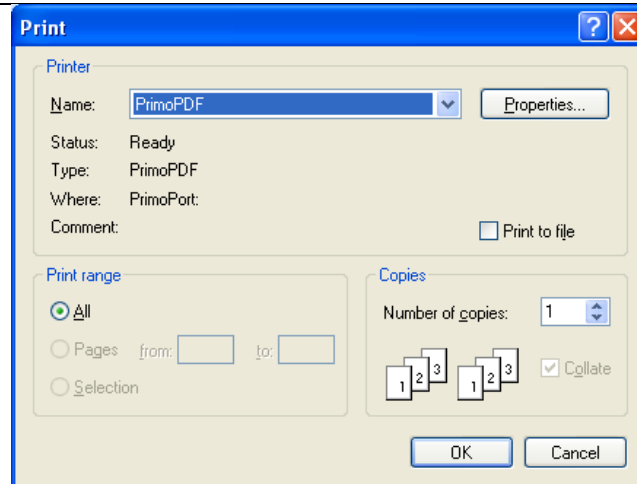 Print
Printer
Name: PrimoPDF Properties...
Status: Ready
Type: PrimoPDF
Where: PrimoPort:
Comment: Print to file
Print range
All
Pages from: to:
Selection
Copies
Number of copies: 1
1 2 3 1 2 3 Collate
OK Cancel